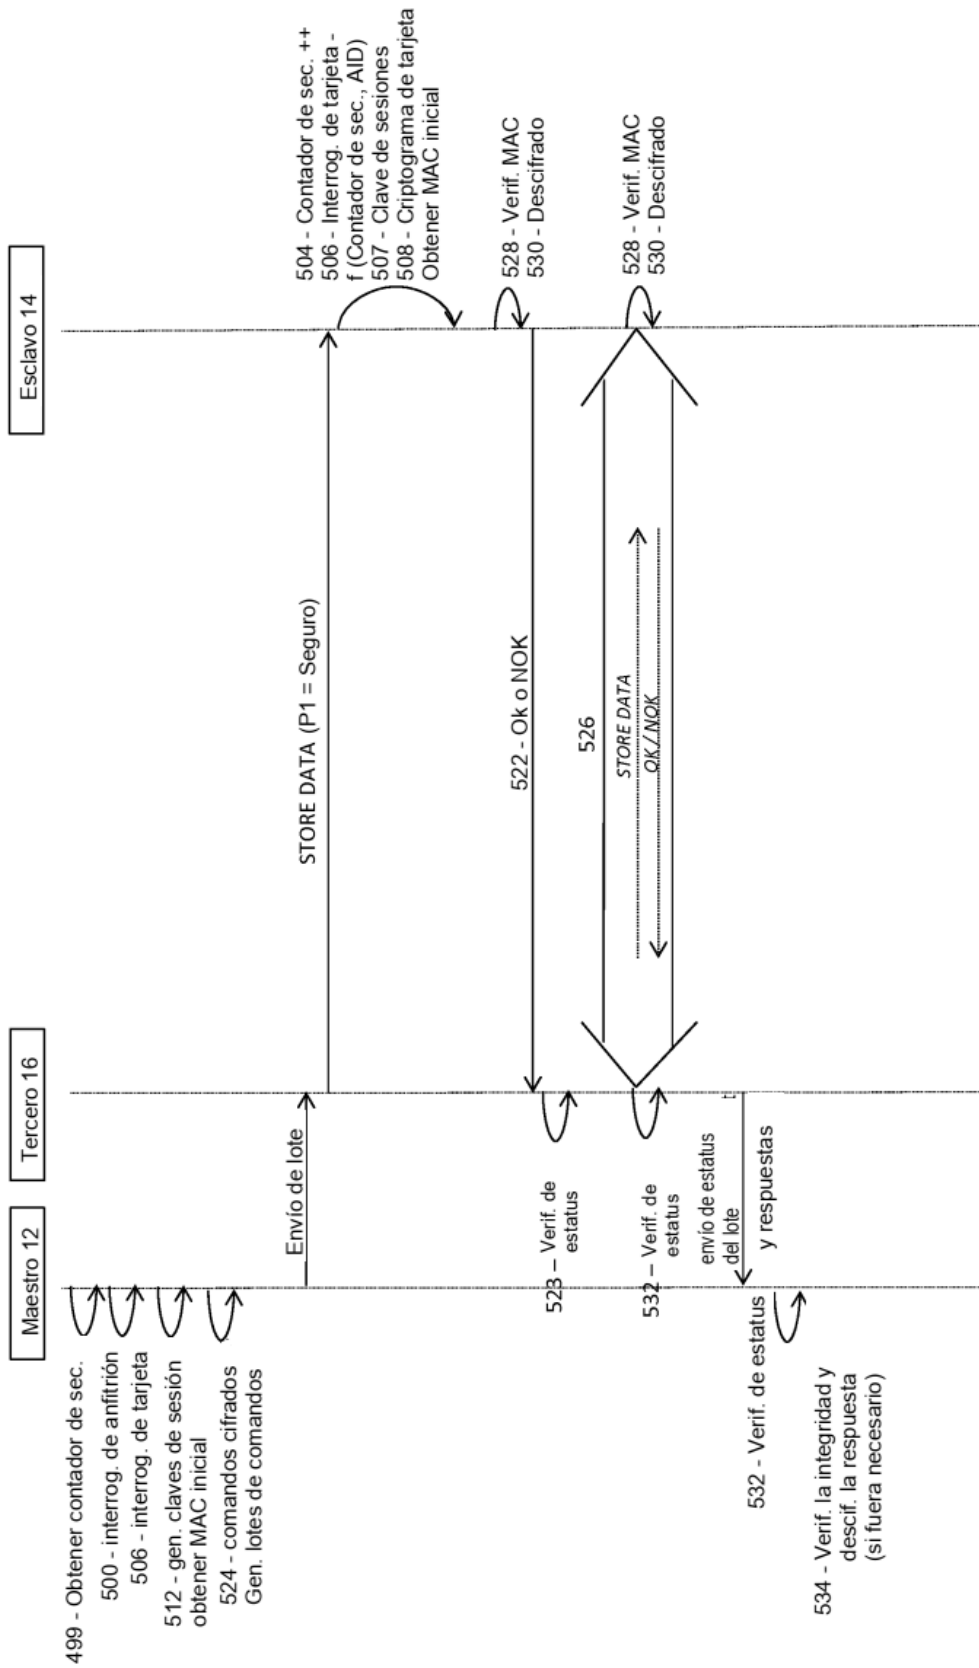 Maestro 12
Tercero 16
Esclavo 14
499 - Obtener contador de sec.
500 - interrog. de anfitrión
506 - interrog. de tarjeta
512 - gen. claves de sesión
obtener MAC inicial
524 - comandos cifrados
Gen. lotes de comandos
Envío de lote
STORE DATA (P1 = Seguro)
504 - Contador de sec. ++
506 - Interrog. de tarjeta -
f (Contador de sec., AID)
507 - Clave de sesiones
508 - Criptograma de tarjeta
Obtener MAC inicial
528 - Verif. MAC
530 - Descifrado
522 - Ok o NOK
523 – Verif. de
estatus
526
STORE DATA
OK / NOK
528 - Verif. MAC
530 - Descifrado
532 – Verif. de
estatus
envío de estatus
del lote
y respuestas
532 - Verif. de estatus
534 - Verif. la integridad y
descif. la respuesta
(si fuera necesario)